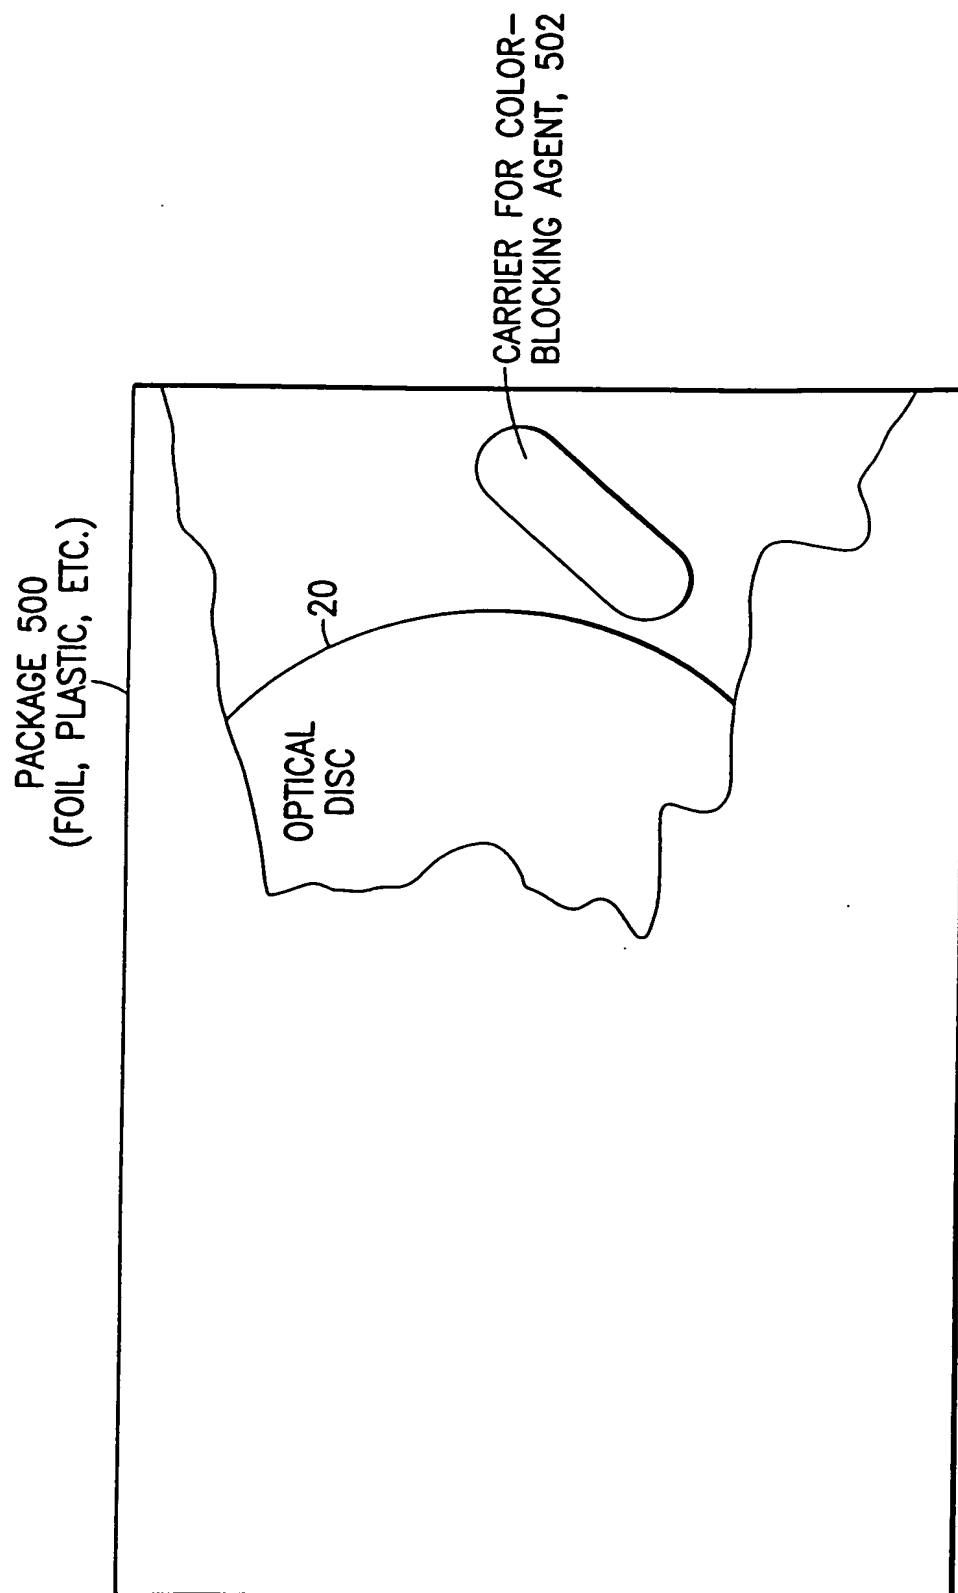 PACKAGE 500
(FOIL, PLASTIC, ETC.)
20
OPTICAL
DISC
CARRIER FOR COLOR-
BLOCKING AGENT, 502